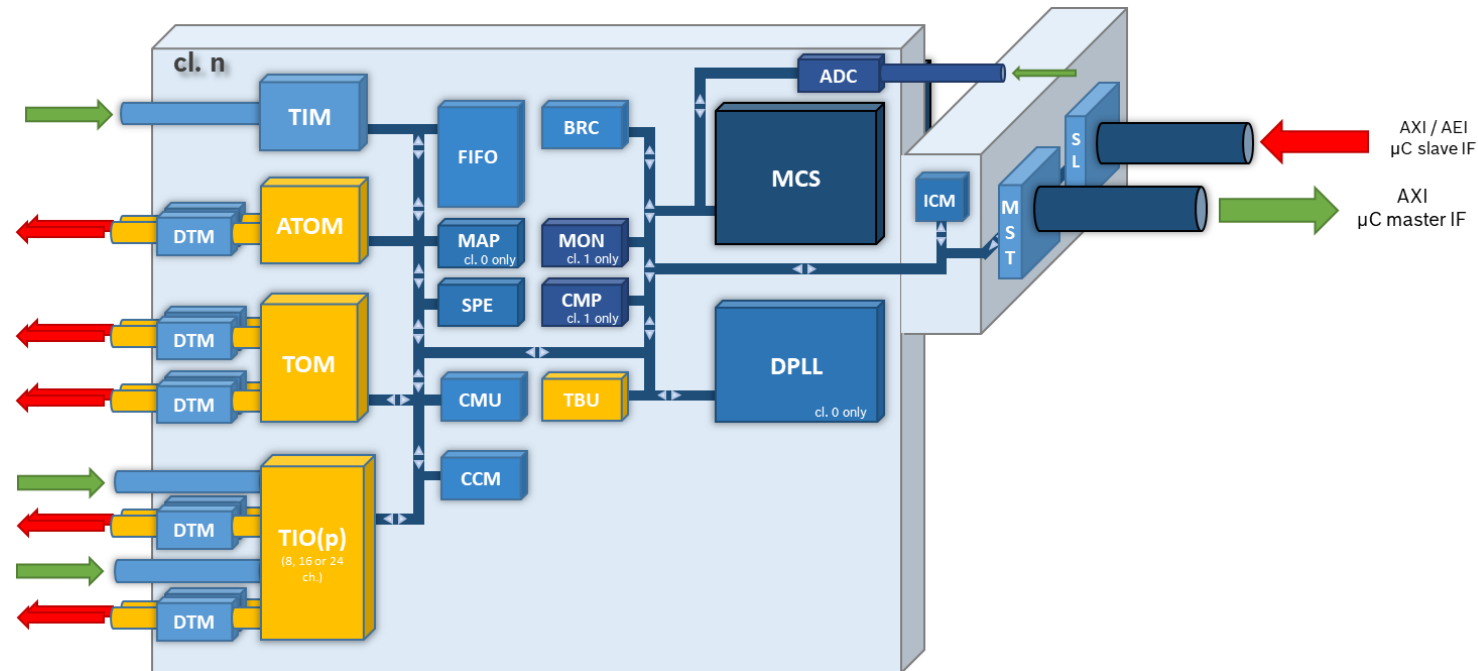 cl. n
ADC
TIM
FIFO
BRC
MCS
SL
AXI / AEI
µC slave IF
ICM
MST
AXI
µC master IF
DTM
ATOM
MAP
cl. 0 only
MON
cl. 1 only
SPE
CMP
cl. 1 only
DTM
TOM
DTM
CMU
TBU
DPLL
cl. 0 only
CCM
DTM
TIO(p)
(8, 16 or 24
ch.)
DTM